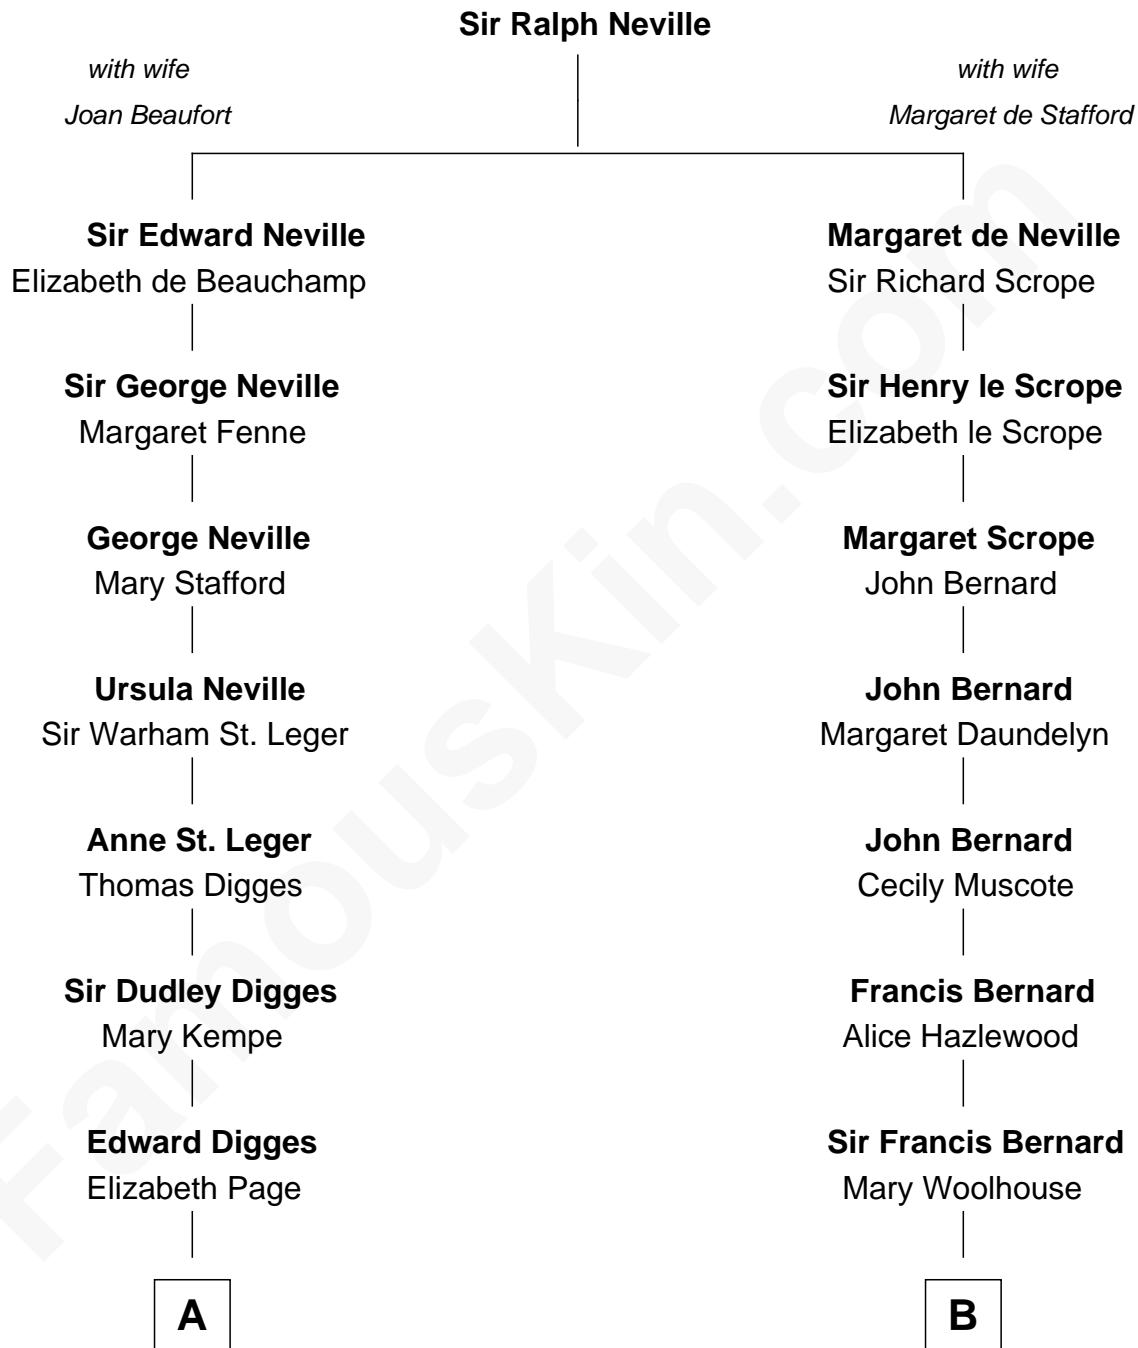 Sir Ralph Neville
with wife
Joan Beaufort
with wife
Margaret de Stafford
Sir Edward Neville
Elizabeth de Beauchamp
Sir George Neville
Margaret Fenne
George Neville
Mary Stafford
Ursula Neville
Sir Warham St. Leger
Anne St. Leger
Thomas Digges
Sir Dudley Digges
Mary Kempe
Edward Digges
Elizabeth Page
A
Margaret de Neville
Sir Richard Scrope
Sir Henry le Scrope
Elizabeth le Scrope
Margaret Scrope
John Bernard
John Bernard
Margaret Daundelyn
John Bernard
Cecily Muscote
Francis Bernard
Alice Hazlewood
Sir Francis Bernard
Mary Woolhouse
B
FamousKin.com